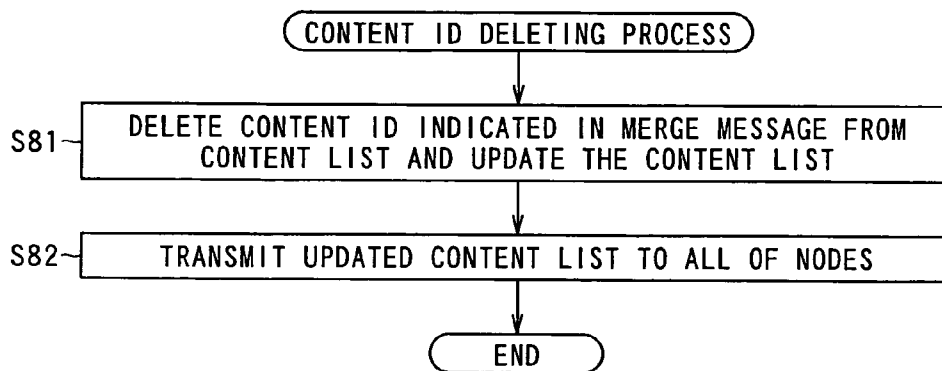 CONTENT ID DELETING PROCESS
S81
DELETE CONTENT ID INDICATED IN MERGE MESSAGE FROM
CONTENT LIST AND UPDATE THE CONTENT LIST
S82
TRANSMIT UPDATED CONTENT LIST TO ALL OF NODES
END